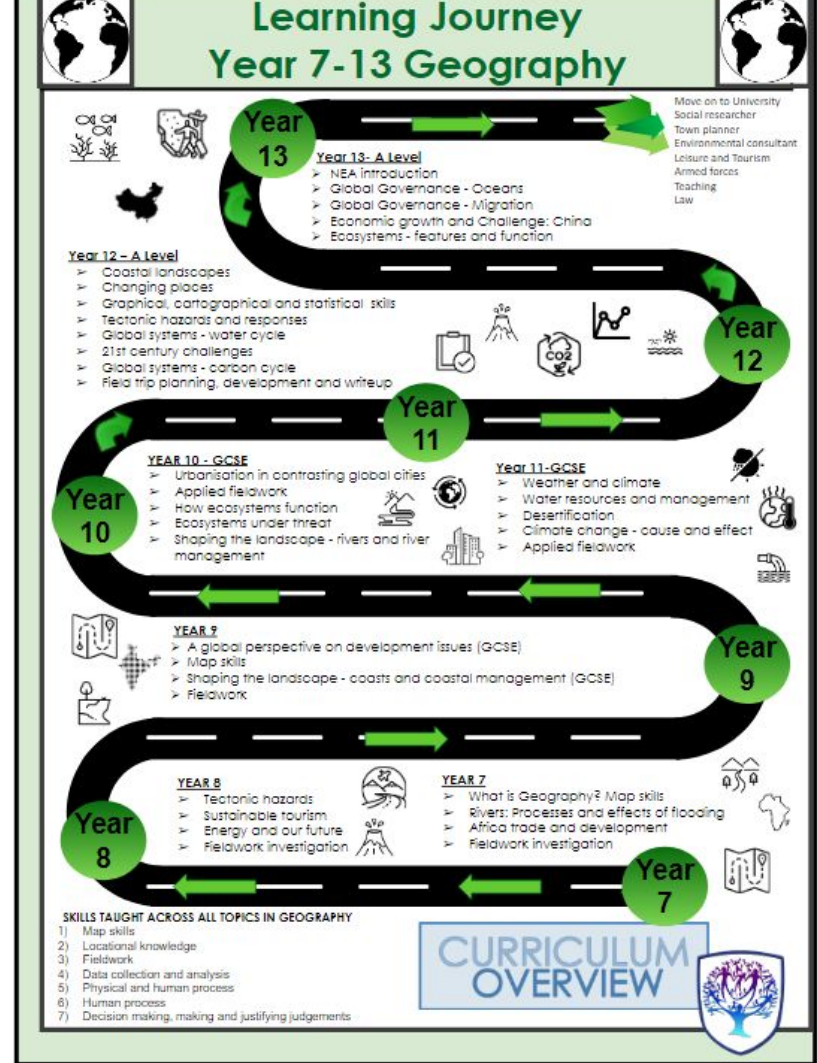 Learning Journey
Year 7-13 Geography
Year
13
Move on to University
Social researcher
Town planner
Environmental consultant
Leisure and Tourism
Armed forces
Teaching
Law
Year 13- A Level
➢ NEA introduction
➢ Global Governance - Oceans
➢ Global Governance - Migration
➢ Economic growth and Challenge: China
➢ Ecosystems - features and function
Year 12 – A Level
➢ Coastal landscapes
➢ Changing places
➢ Graphical, cartographical and statistical skills
➢ Tectonic hazards and responses
➢ Global systems - water cycle
➢ 21st century challenges
➢ Global systems - carbon cycle
➢ Field trip planning, development and writeup
CO2
Year
12
Year
11
YEAR 10 - GCSE
➢ Urbanisation in contrasting global cities
➢ Applied fieldwork
➢ How ecosystems function
➢ Ecosystems under threat
➢ Shaping the landscape - rivers and river
management
Year 11-GCSE
➢ Weather and climate
➢ Water resources and management
➢ Desertification
➢ Climate change - cause and effect
➢ Applied fieldwork
Year
10
YEAR 9
➢ A global perspective on development issues (GCSE)
➢ Map skills
➢ Shaping the landscape - coasts and coastal management (GCSE)
➢ Fieldwork
Year
9
YEAR 8
➢ Tectonic hazards
➢ Sustainable tourism
➢ Energy and our future
➢ Fieldwork investigation
YEAR 7
➢ What is Geography? Map skills
➢ Rivers: Processes and effects of flooding
➢ Africa trade and development
➢ Fieldwork investigation
Year
8
Year
7
SKILLS TAUGHT ACROSS ALL TOPICS IN GEOGRAPHY
1) Map skills
2) Locational knowledge
3) Fieldwork
4) Data collection and analysis
5) Physical and human process
6) Human process
7) Decision making, making and justifying judgements
CURRICULUM
OVERVIEW